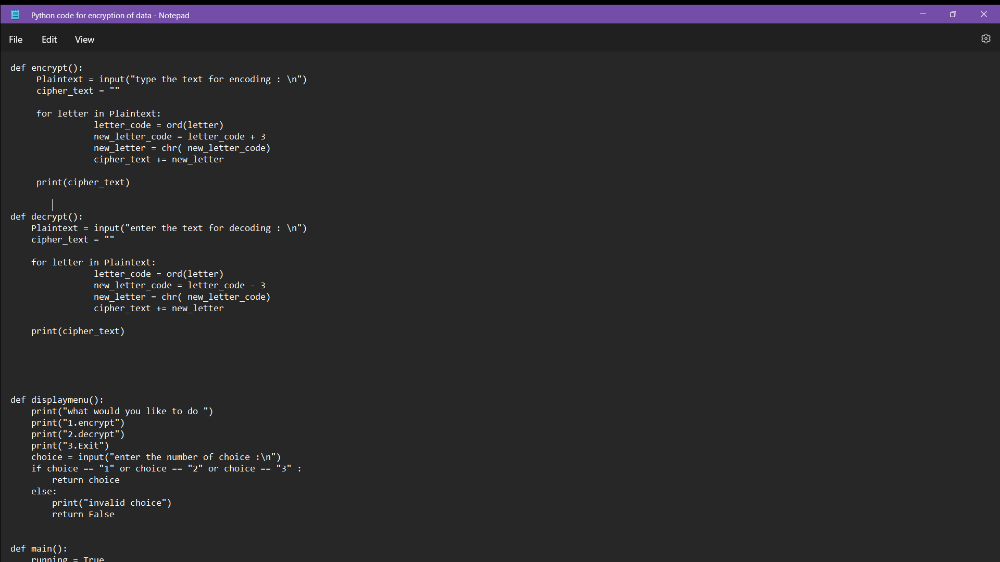 Python code for encryption of data - Notepad
File Edit View
def encrypt():
     Plaintext = input("type the text for encoding : \n")
     cipher_text = ""

     for letter in Plaintext:
                letter_code = ord(letter)
                new_letter_code = letter_code + 3
                new_letter = chr( new_letter_code)
                cipher_text += new_letter

     print(cipher_text)

def decrypt():
    Plaintext = input("enter the text for decoding : \n")
    cipher_text = ""

    for letter in Plaintext:
                letter_code = ord(letter)
                new_letter_code = letter_code - 3
                new_letter = chr( new_letter_code)
                cipher_text += new_letter

    print(cipher_text)

def displaymenu():
    print("what would you like to do ")
    print("1.encrypt")
    print("2.decrypt")
    print("3.Exit")
    choice = input("enter the number of choice :\n")
    if choice == "1" or choice == "2" or choice == "3" :
        return choice
    else:
        print("invalid choice")
        return False

def main():
    running = True